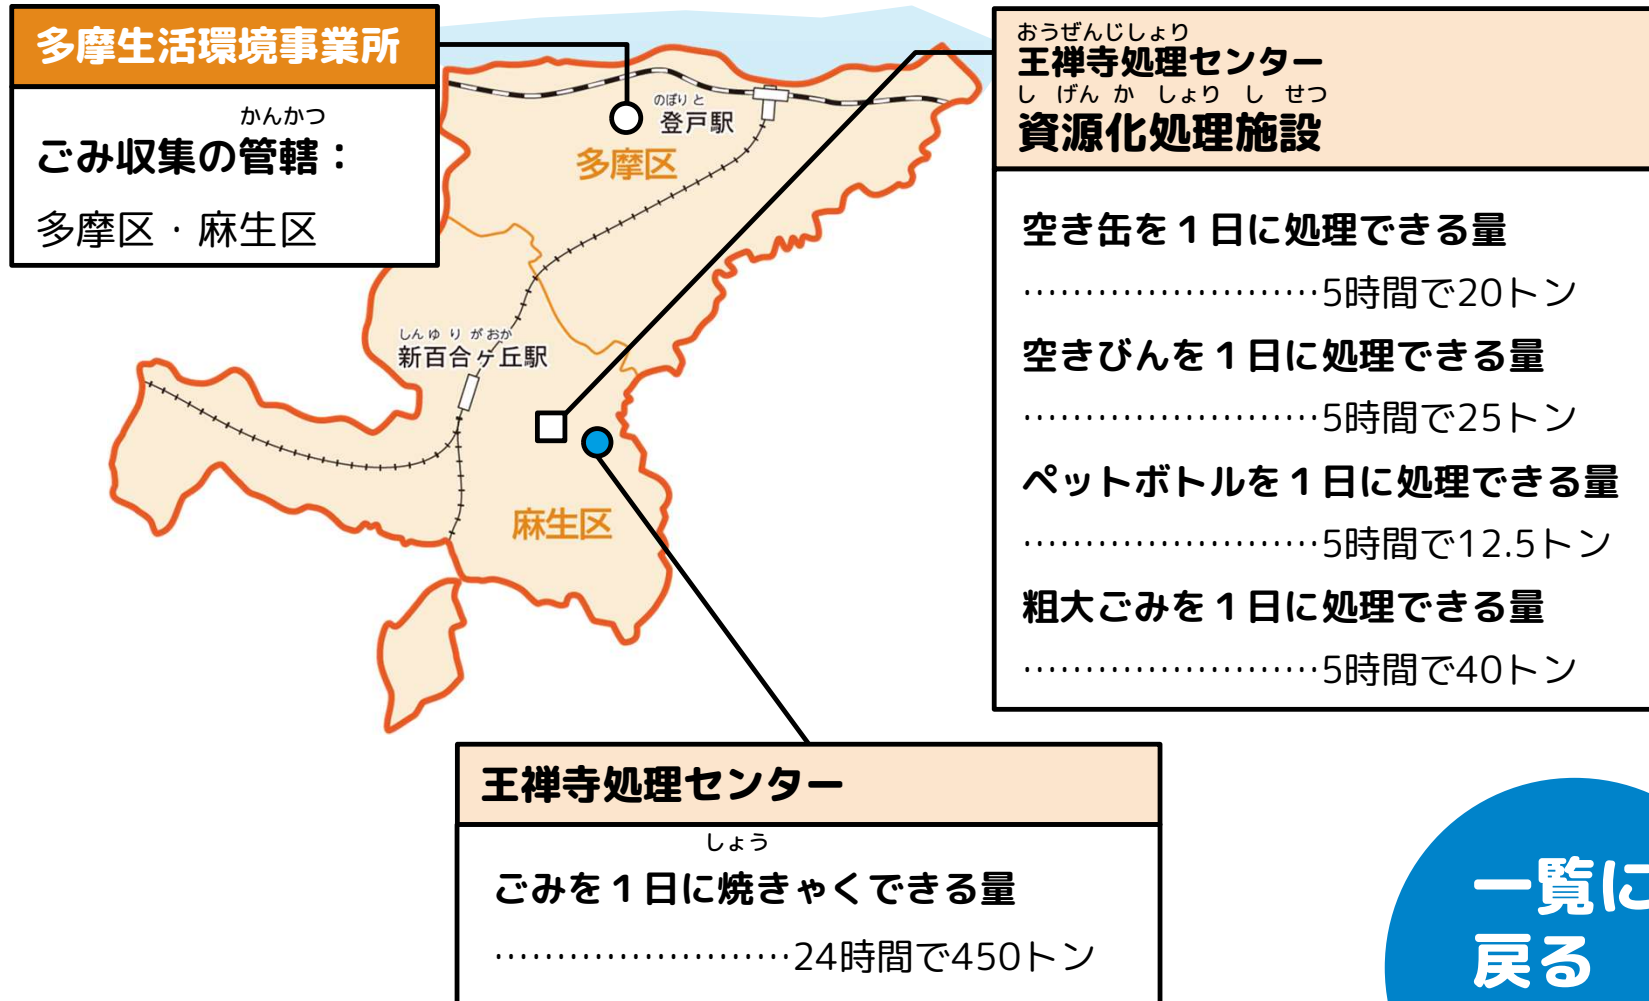 多摩生活環境事業所
かんかつ
ごみ収集の管轄：
多摩区・麻生区
のぼりと
登戸駅
多摩区
しんゆりがおか
新百合ヶ丘駅
麻生区
おうぜんじしょり
王禅寺処理センター
しげんかしょりしせつ
資源化処理施設
空き缶を1日に処理できる量
……………………5時間で20トン
空きびんを1日に処理できる量
……………………5時間で25トン
ペットボトルを1日に処理できる量
……………………5時間で12.5トン
粗大ごみを1日に処理できる量
……………………5時間で40トン
王禅寺処理センター
しょう
ごみを1日に焼きゃくできる量
……………………24時間で450トン
一覧に
戻る